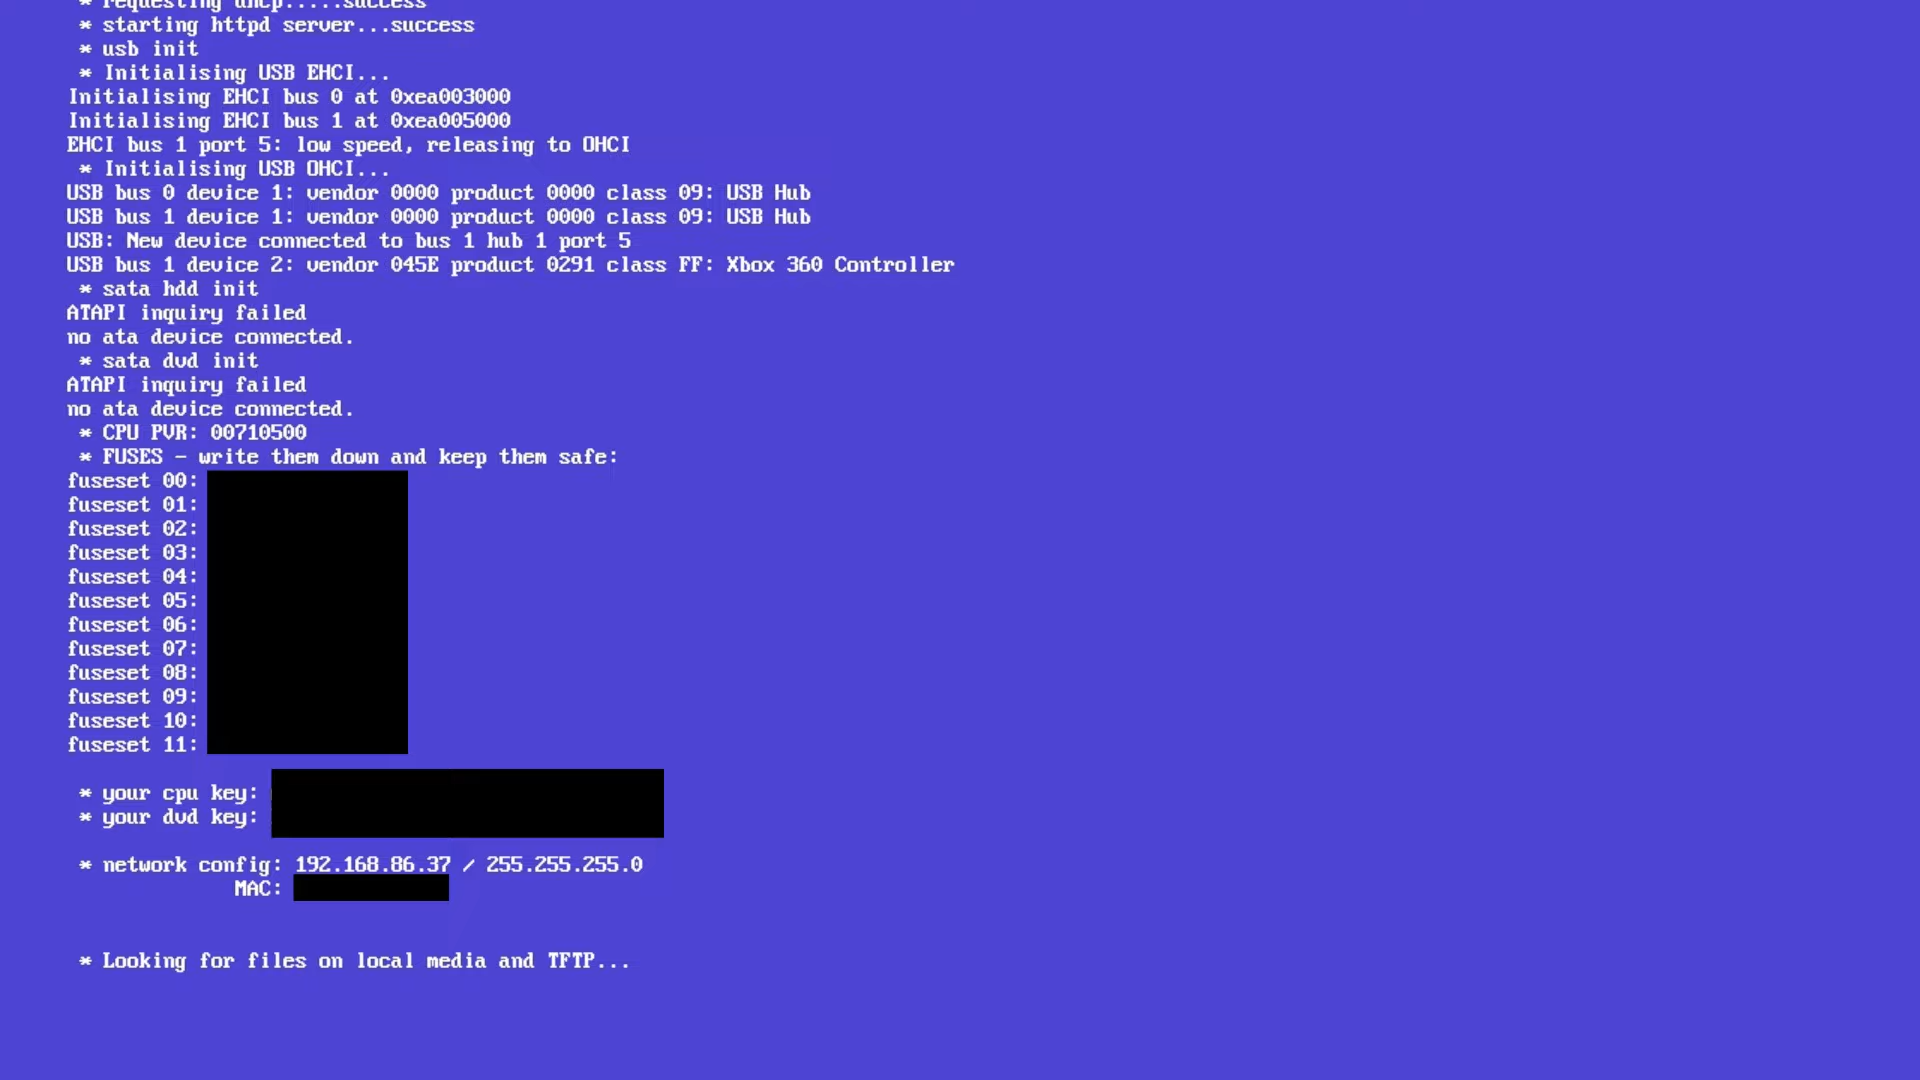 * requesting dhcp.....success
* starting httpd server...success
* usb init
* Initialising USB EHCI...
Initialising EHCI bus 0 at 0xea003000
Initialising EHCI bus 1 at 0xea005000
EHCI bus 1 port 5: low speed, releasing to OHCI
* Initialising USB OHCI...
USB bus 0 device 1: vendor 0000 product 0000 class 09: USB Hub
USB bus 1 device 1: vendor 0000 product 0000 class 09: USB Hub
USB: New device connected to bus 1 hub 1 port 5
USB bus 1 device 2: vendor 045E product 0291 class FF: Xbox 360 Controller
* sata hdd init
ATAPI inquiry failed
no ata device connected.
* sata dvd init
ATAPI inquiry failed
no ata device connected.
* CPU PVR: 00710500
* FUSES - write them down and keep them safe:
fuseset 00:
fuseset 01:
fuseset 02:
fuseset 03:
fuseset 04:
fuseset 05:
fuseset 06:
fuseset 07:
fuseset 08:
fuseset 09:
fuseset 10:
fuseset 11:
* your cpu key:
* your dvd key:
* network config: 192.168.86.37 / 255.255.255.0
MAC:
* Looking for files on local media and TFTP...